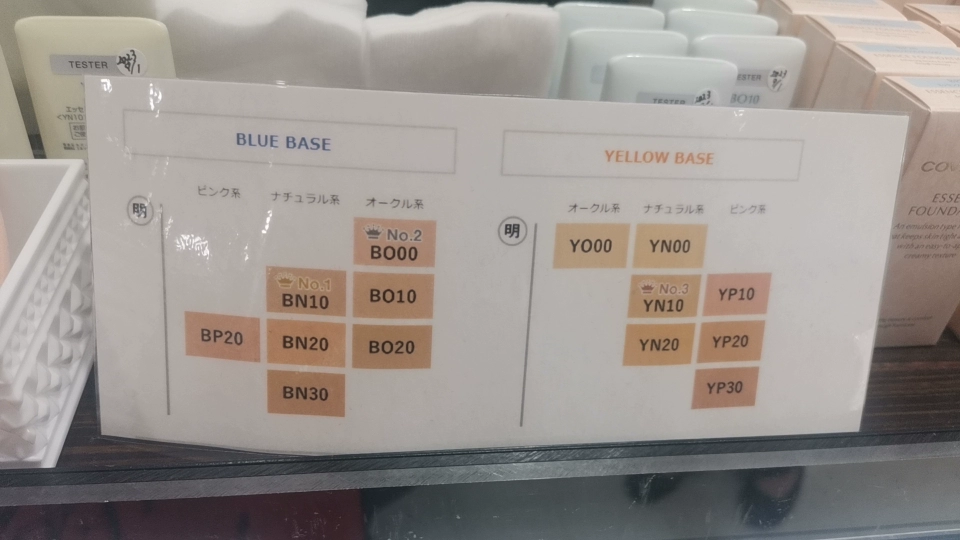 TESTER
TESTER
TESTER
BO10
BLUE BASE
ピンク系 ナチュラル系 オークル系
明
No.2
BO00
No.1
BN10
BO10
BP20
BN20
BO20
BN30
YELLOW BASE
オークル系 ナチュラル系 ピンク系
明
YO00
YN00
No.3
YN10
YP10
YN20
YP20
YP30
ESSE
FOUNDA